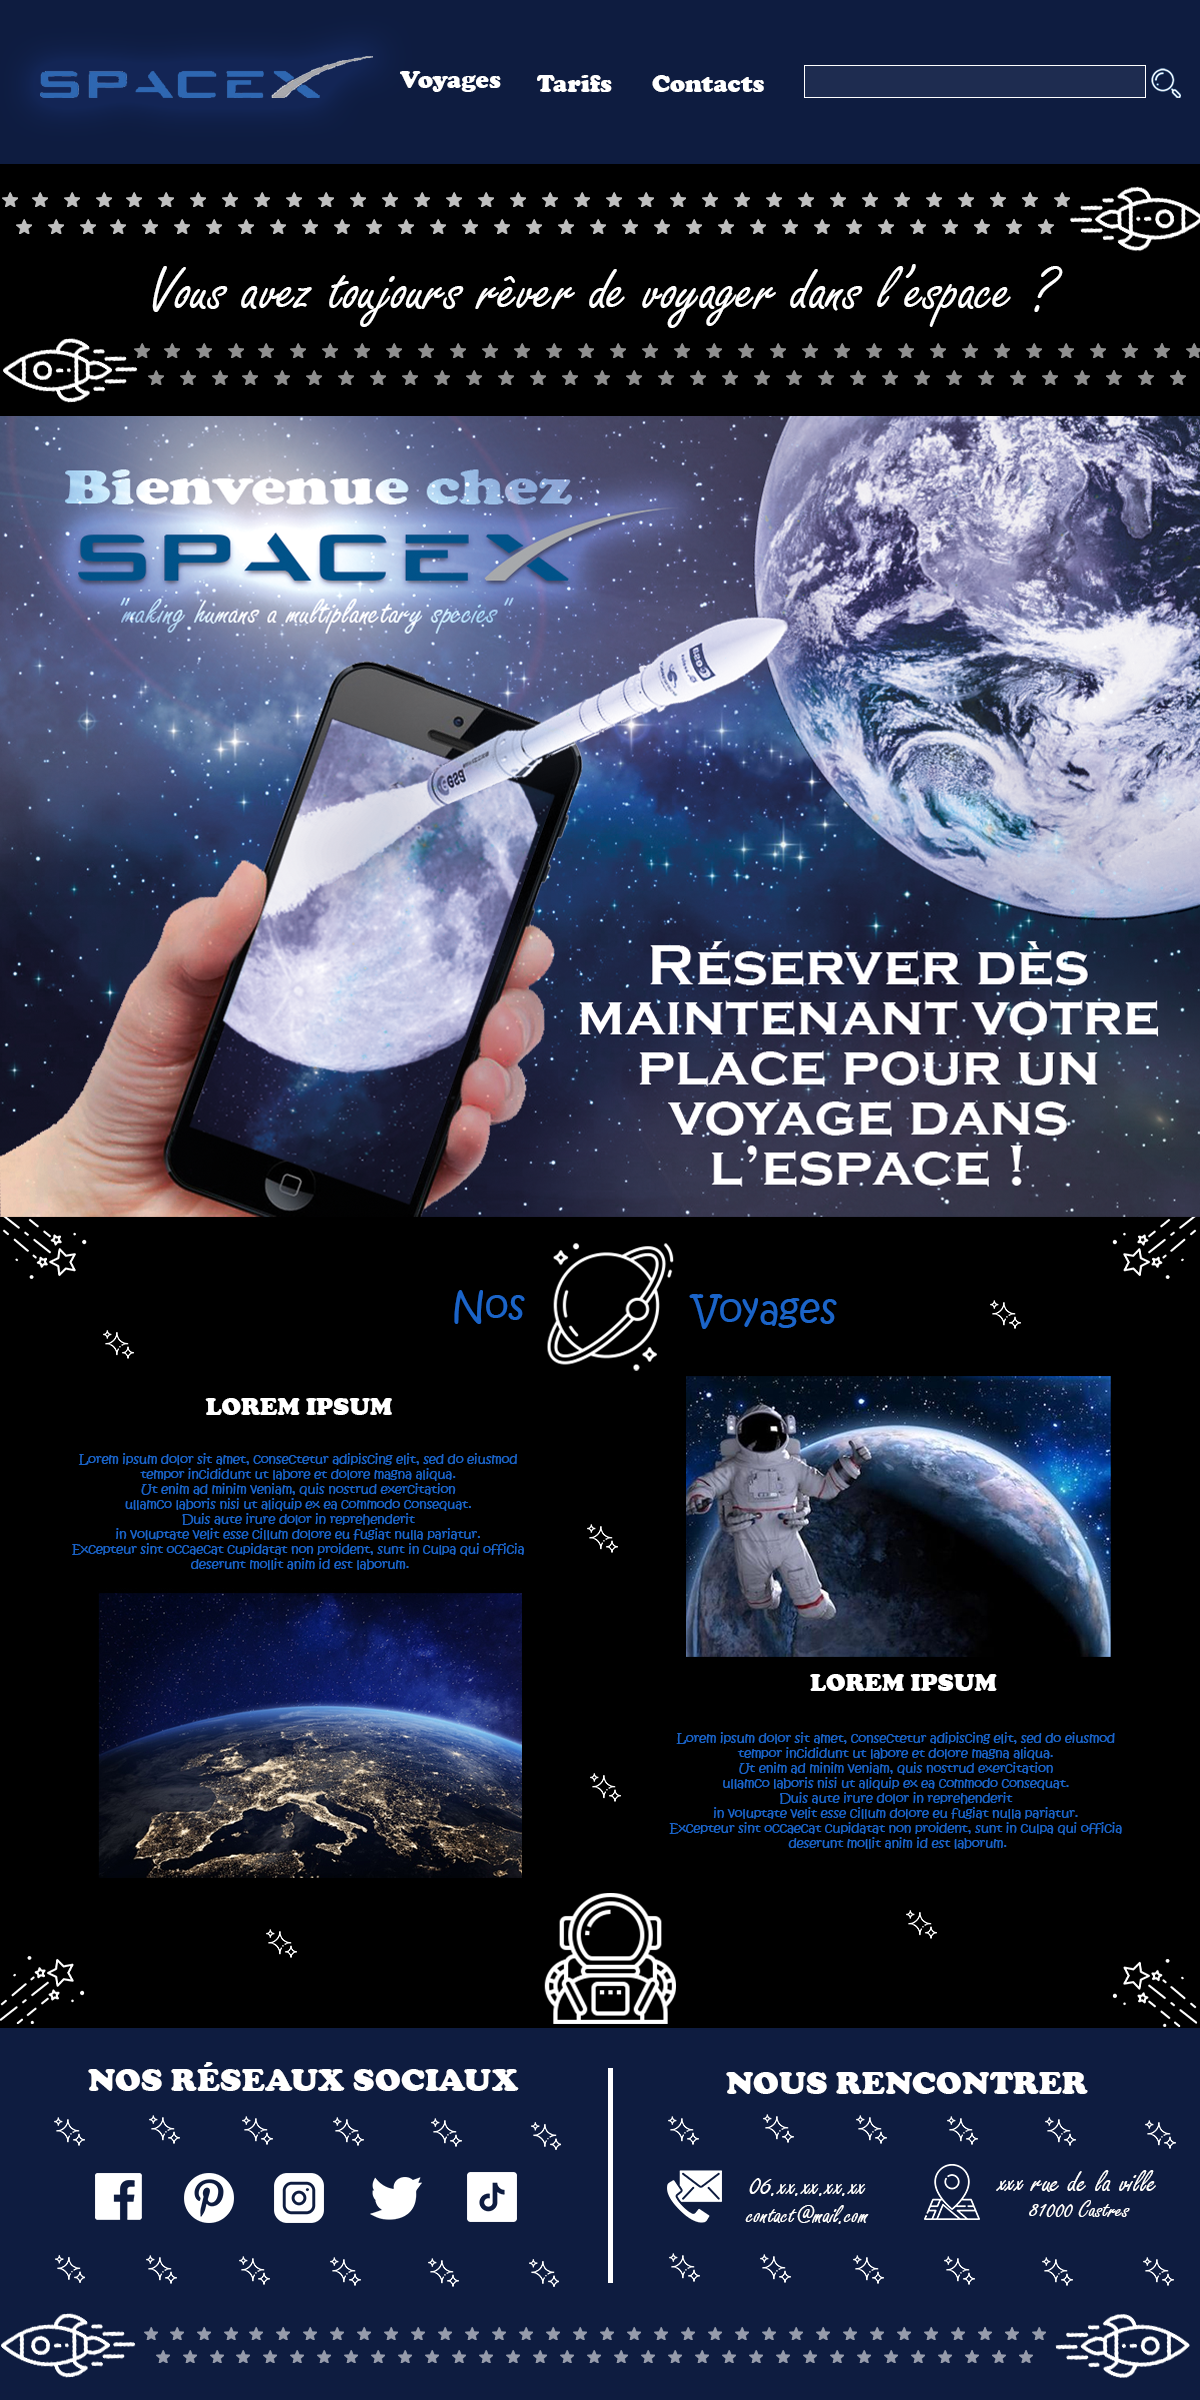 SPACEX
Voyages
Tarifs
Contacts
Vous avez toujours rêver de voyager dans l'espace ?
Bienvenue chez
SPACEX
"making humans a multiplanetary species"
esa
esa
RÉSERVER DÈS
MAINTENANT VOTRE
PLACE POUR UN
VOYAGE DANS
L'ESPACE !
Nos Voyages
LOREM IPSUM
Lorem ipsum dolor sit amet, consectetur adipiscing elit, sed do eiusmod
tempor incididunt ut labore et dolore magna aliqua.
Ut enim ad minim veniam, quis nostrud exercitation
ullamco laboris nisi ut aliquip ex ea commodo consequat.
Duis aute irure dolor in reprehenderit
in voluptate velit esse cillum dolore eu fugiat nulla pariatur.
Excepteur sint occaecat cupidatat non proident, sunt in culpa qui officia
deserunt mollit anim id est laborum.
LOREM IPSUM
Lorem ipsum dolor sit amet, consectetur adipiscing elit, sed do eiusmod
tempor incididunt ut labore et dolore magna aliqua.
Ut enim ad minim veniam, quis nostrud exercitation
ullamco laboris nisi ut aliquip ex ea commodo consequat.
Duis aute irure dolor in reprehenderit
in voluptate velit esse cillum dolore eu fugiat nulla pariatur.
Excepteur sint occaecat cupidatat non proident, sunt in culpa qui officia
deserunt mollit anim id est laborum.
NOS RÉSEAUX SOCIAUX
NOUS RENCONTRER
06.xx.xx.xx.xx
contact@mail.com
xxx rue de la ville
81000 Castres